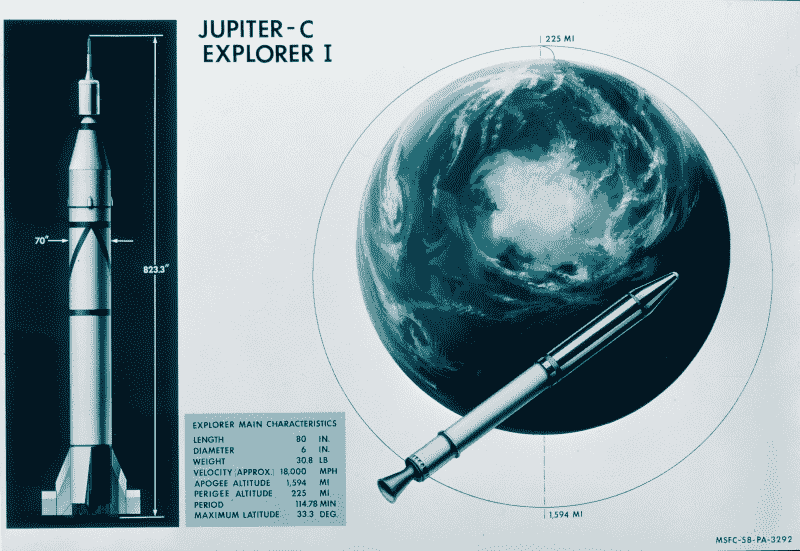 JUPITER-C
EXPLORER I
225 MI
70"
823.3"
EXPLORER MAIN CHARACTERISTICS
LENGTH 80 IN.
DIAMETER 6 IN.
WEIGHT 30.8 LB
VELOCITY (APPROX.) 18,000 MPH
APOGEE ALTITUDE 1,594 MI
PERIGEE ALTITUDE 225 MI
PERIOD 114.78 MIN
MAXIMUM LATITUDE 33.3 DEG.
1,594 MI
MSFC-58-PA-3292